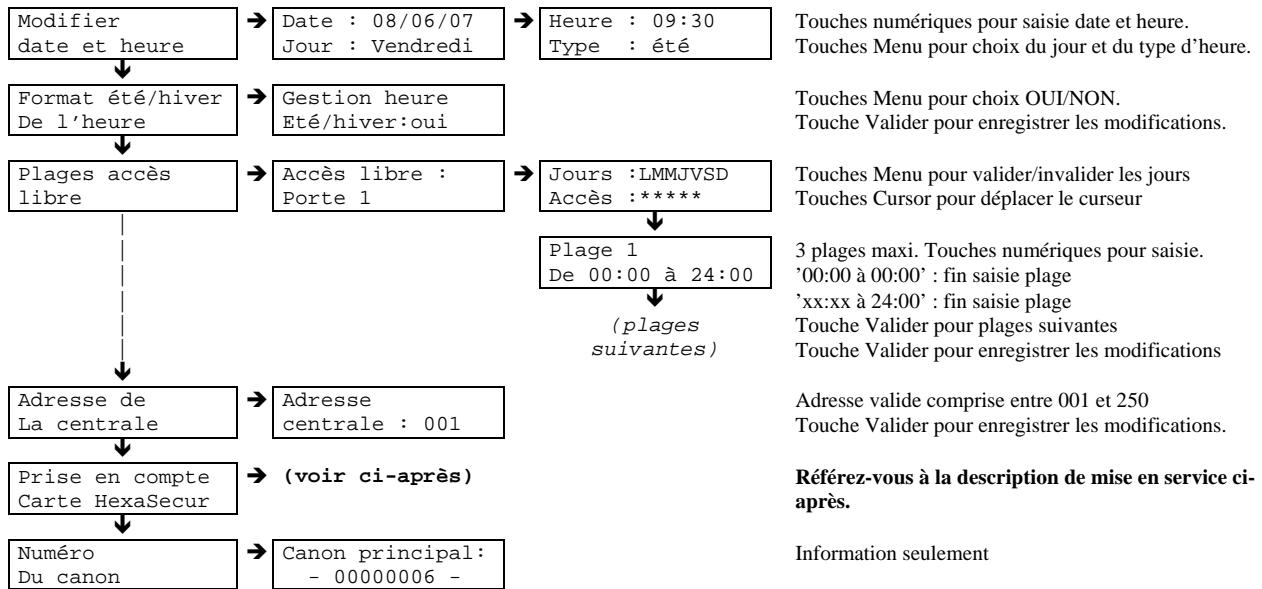 Modifier
date et heure
Date : 08/06/07
Jour : Vendredi
Heure : 09:30
Type : été
Touches numériques pour saisie date et heure.
Touches Menu pour choix du jour et du type d’heure.
Format été/hiver
De l’heure
Gestion heure
Eté/hiver:oui
Touches Menu pour choix OUI/NON.
Touche Valider pour enregistrer les modifications.
Plages accès
libre
Accès libre :
Porte 1
Jours :LMMJVSD
Accès :*****
Touches Menu pour valider/invalider les jours
Touches Cursor pour déplacer le curseur
Plage 1
De 00:00 à 24:00
(plages
suivantes)
3 plages maxi. Touches numériques pour saisie.
’00:00 à 00:00’ : fin saisie plage
’xx:xx à 24:00’ : fin saisie plage
Touche Valider pour plages suivantes
Touche Valider pour enregistrer les modifications
Adresse de
La centrale
Adresse
centrale : 001
Adresse valide comprise entre 001 et 250
Touche Valider pour enregistrer les modifications.
Prise en compte
Carte HexaSecur
(voir ci-après)
Référez-vous à la description de mise en service ci-
après.
Numéro
Du canon
Canon principal:
- 00000006 -
Information seulement